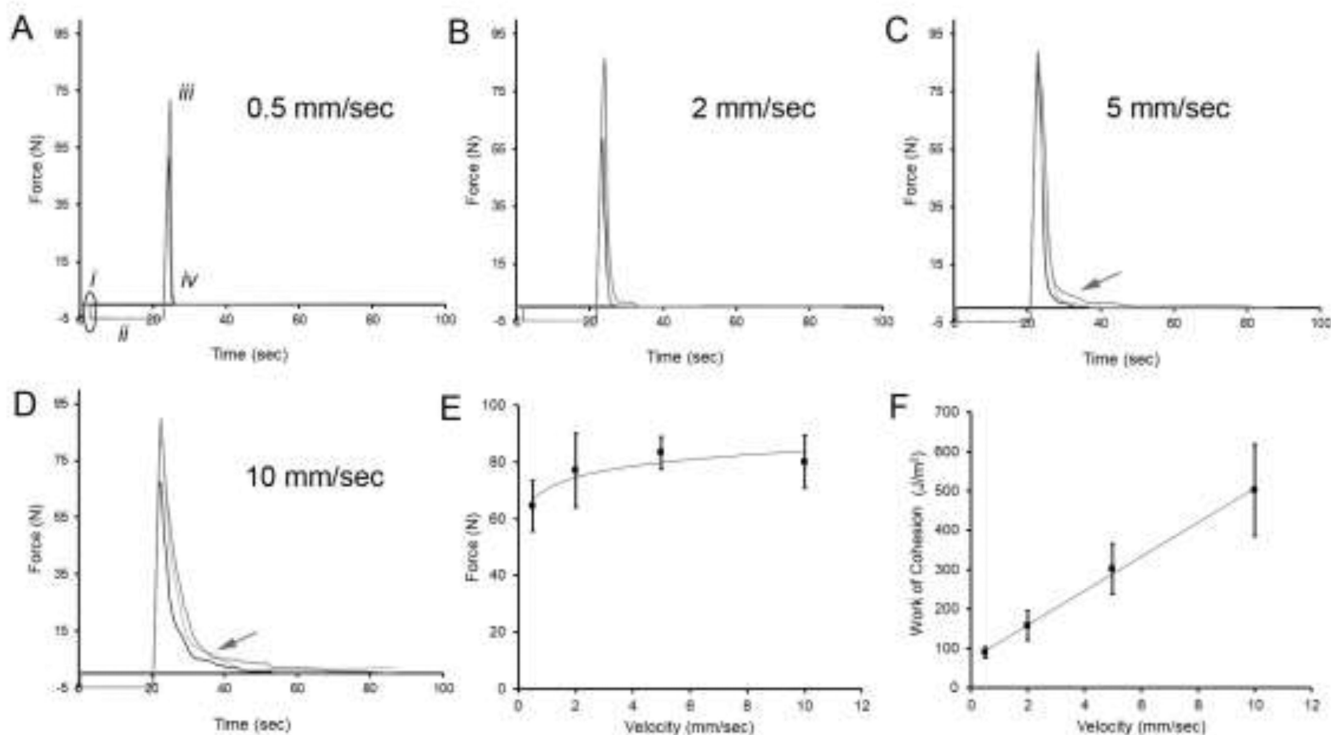 A
95
75
55
35
15
-5
Force (N)
0.5 mm/sec
i
ii
iii
iv
20
40
60
80
100
Time (sec)
B
95
75
55
35
15
-5
Force (N)
2 mm/sec
20
40
60
80
100
Time (sec)
C
95
75
55
35
15
-5
Force (N)
5 mm/sec
20
40
60
80
100
Time (sec)
D
95
75
55
35
15
-5
Force (N)
10 mm/sec
20
40
60
80
100
Time (sec)
E
100
80
60
40
20
0
Force (N)
0
2
4
6
8
10
12
Velocity (mm/sec)
F
700
600
500
400
300
200
100
0
Work of Cohesion (J/m²)
0
2
4
6
8
10
12
Velocity (mm/sec)